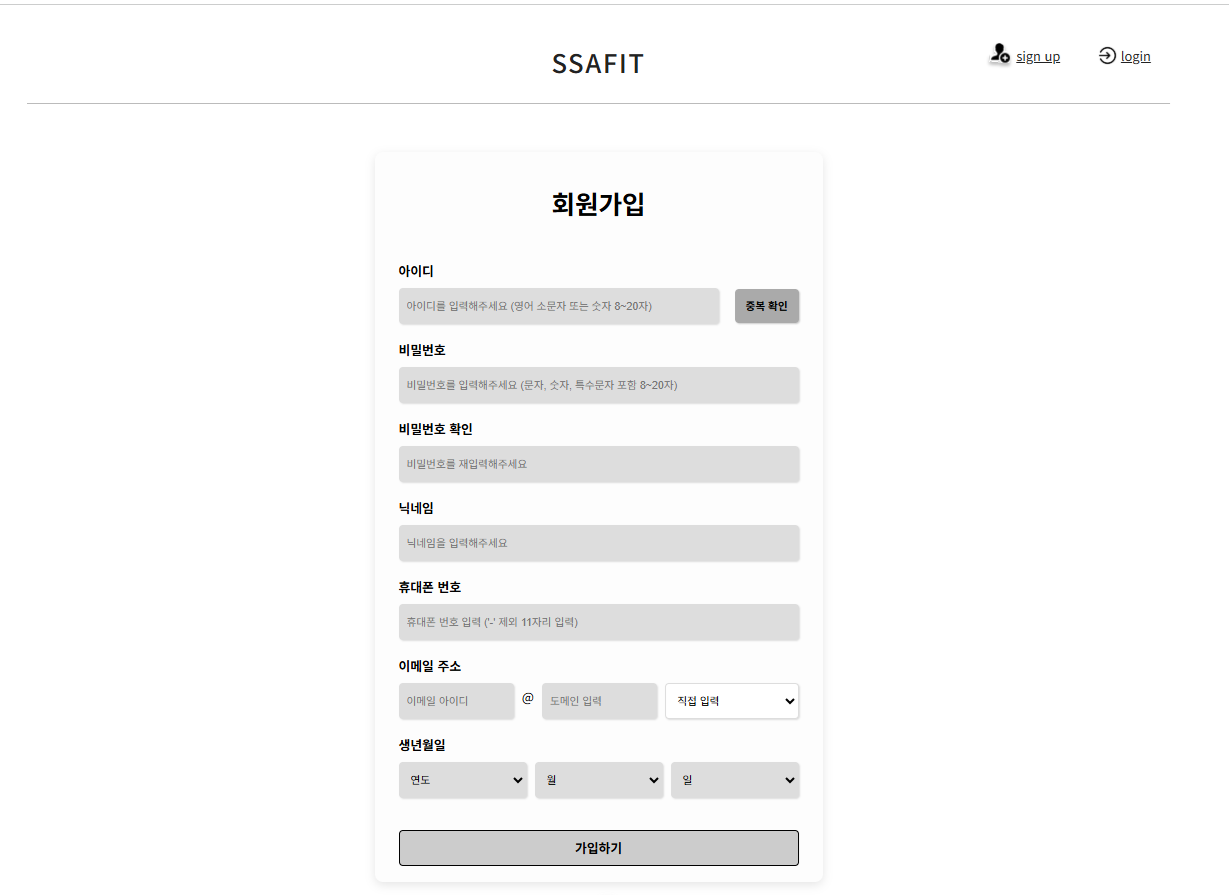 SSAFIT
sign up
login
회원가입
아이디
아이디를 입력해주세요 (영어 소문자 또는 숫자 8~20자)
중복 확인
비밀번호
비밀번호를 입력해주세요 (문자, 숫자, 특수문자 포함 8~20자)
비밀번호 확인
비밀번호를 재입력해주세요
닉네임
닉네임을 입력해주세요
휴대폰 번호
휴대폰 번호 입력 ('-' 제외 11자리 입력)
이메일 주소
이메일 아이디 @ 도메인 입력 직접 입력
생년월일
연도 월 일
가입하기